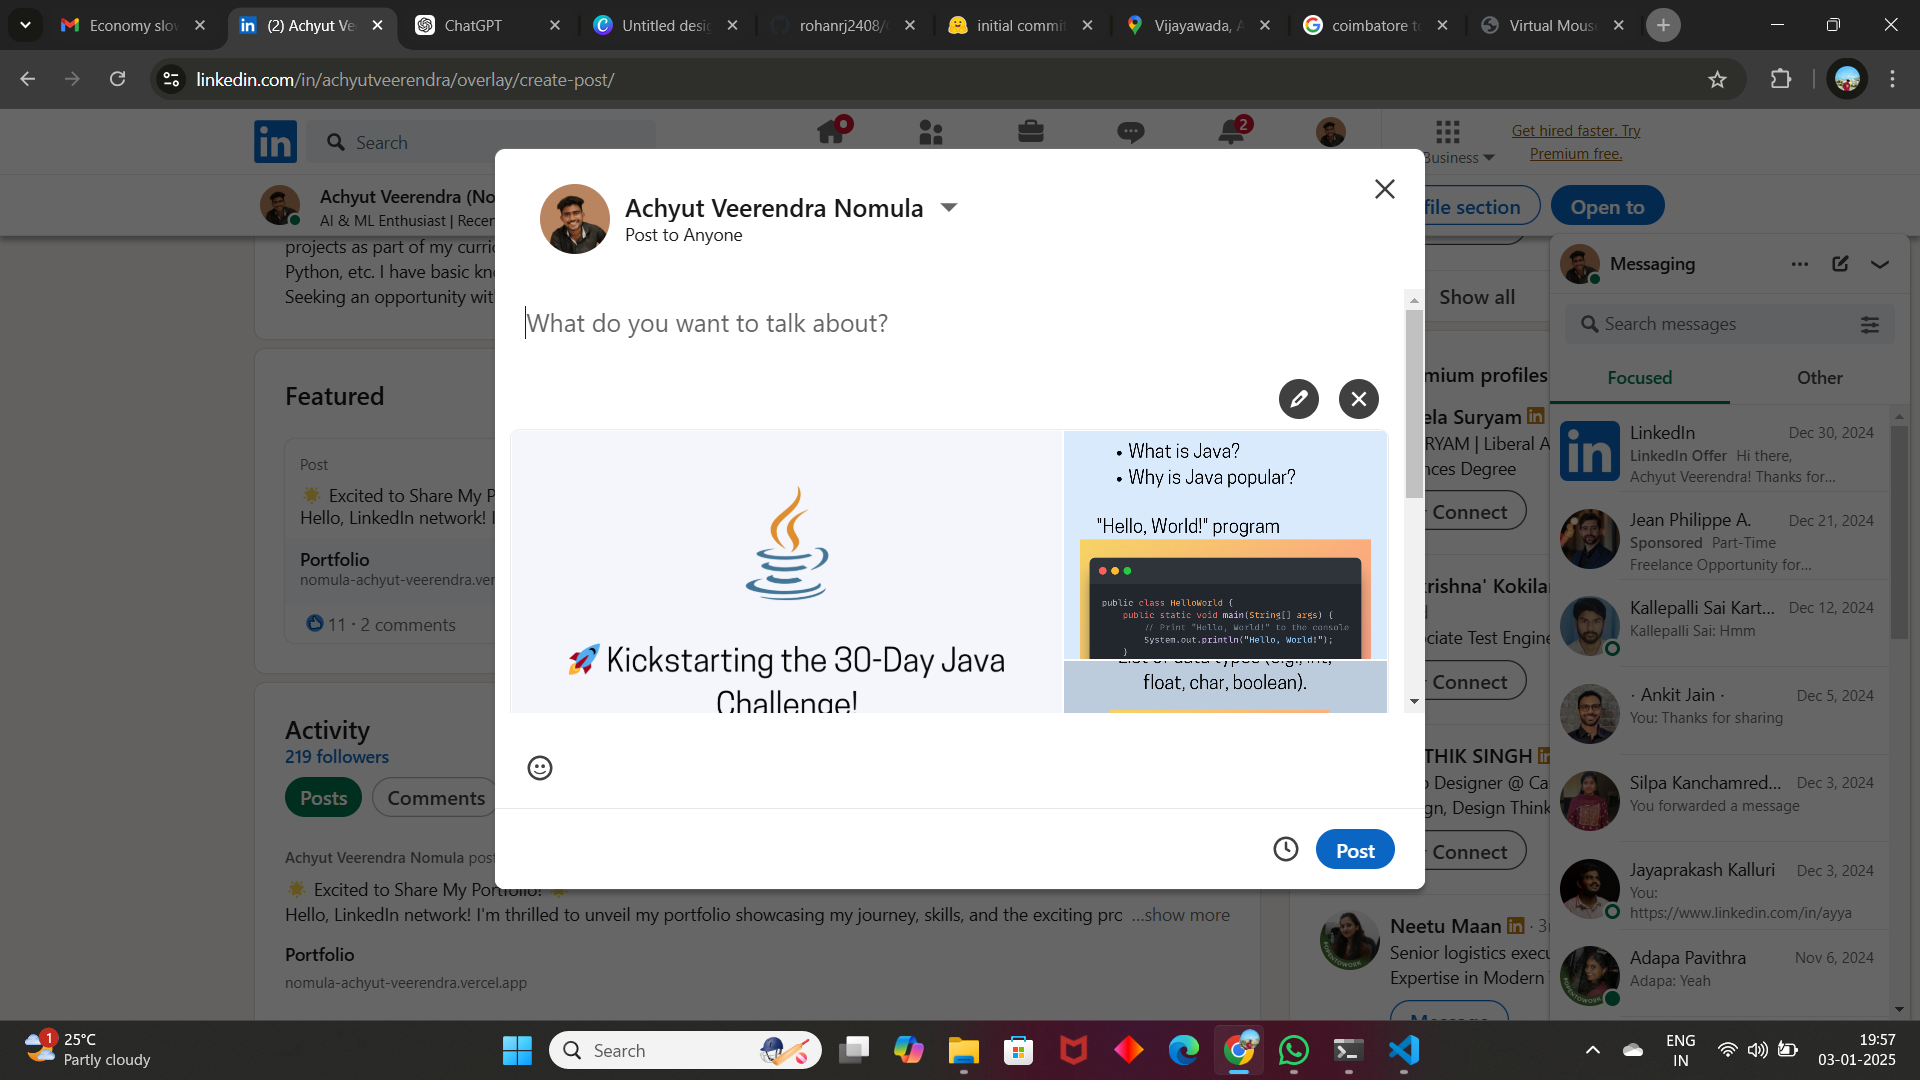 Economy slo
(2) Achyut Ve
ChatGPT
Untitled desi
rohanrj2408/
initial commi
Vijayawada, A
coimbatore t
Virtual Mous
linkedin.com/in/achyutveerendra/overlay/create-post/
Search
2
Business
Get hired faster. Try
Premium free.
Achyut Veerendra (No
AI & ML Enthusiast | Recen
file section
Open to
projects as part of my curri
Python, etc. I have basic kn
Seeking an opportunity wit
Featured
Post
🌟 Excited to Share My P
Hello, LinkedIn network! I
Portfolio
nomula-achyut-veerendra.ver
11 · 2 comments
Activity
219 followers
Posts
Comments
Achyut Veerendra Nomula post
🌟 Excited to Share My Portfolio! 🌟
Hello, LinkedIn network! I'm thrilled to unveil my portfolio showcasing my journey, skills, and the exciting pro ...show more
Portfolio
nomula-achyut-veerendra.vercel.app
Achyut Veerendra Nomula
Post to Anyone
What do you want to talk about?
🚀 Kickstarting the 30-Day Java
Challenge!
• What is Java?
• Why is Java popular?
"Hello, World!" program
public class HelloWorld {
public static void main(String[] args) {
// Print "Hello, World!" to the console
System.out.println("Hello, World!");
}
List of data types (e.g., int,
float, char, boolean).
Post
Show all
mium profiles
ela Suryam
RYAM | Liberal A
nces Degree
Connect
krishna' Kokilar
ciate Test Engine
Connect
THIK SINGH
Designer @ Ca
gn, Design Think
Connect
Neetu Maan · 3r
Senior logistics execu
Expertise in Modern
Message
Messaging
Search messages
Focused
Other
LinkedIn Dec 30, 2024
LinkedIn Offer Hi there,
Achyut Veerendra! Thanks for...
Jean Philippe A. Dec 21, 2024
Sponsored Part-Time
Freelance Opportunity for...
Kallepalli Sai Kart... Dec 12, 2024
Kallepalli Sai: Hmm
· Ankit Jain · Dec 5, 2024
You: Thanks for sharing
Silpa Kanchamred... Dec 3, 2024
You forwarded a message
Jayaprakash Kalluri Dec 3, 2024
You:
https://www.linkedin.com/in/ayya
Adapa Pavithra Nov 6, 2024
Adapa: Yeah
1
25°C
Partly cloudy
Search
ENG
IN
19:57
03-01-2025